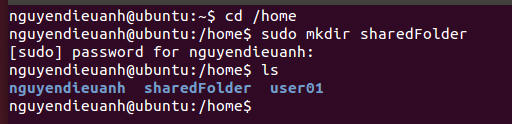 nguyendieuanh@ubuntu:~$ cd /home
nguyendieuanh@ubuntu:/home$ sudo mkdir sharedFolder
[sudo] password for nguyendieuanh:
nguyendieuanh@ubuntu:/home$ ls
nguyendieuanh  sharedFolder  user01
nguyendieuanh@ubuntu:/home$